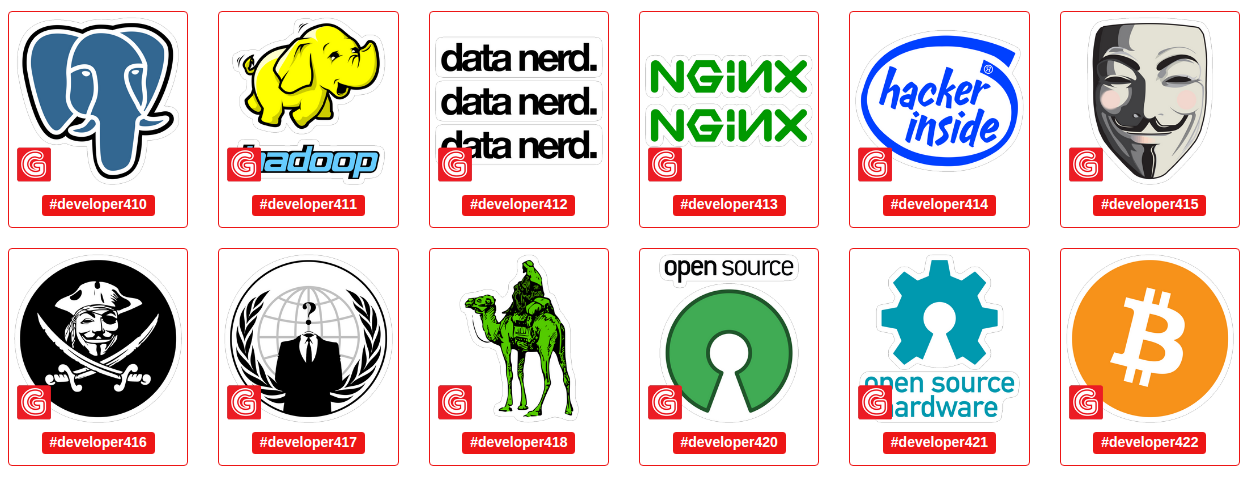 hadoop
data nerd.
data nerd.
data nerd.
NGiNX
NGiNX
hacker
inside
®
G
G
G
G
G
G
#developer410
#developer411
#developer412
#developer413
#developer414
#developer415
open source
?
B
open source
hardware
G
G
G
G
G
G
#developer416
#developer417
#developer418
#developer420
#developer421
#developer422